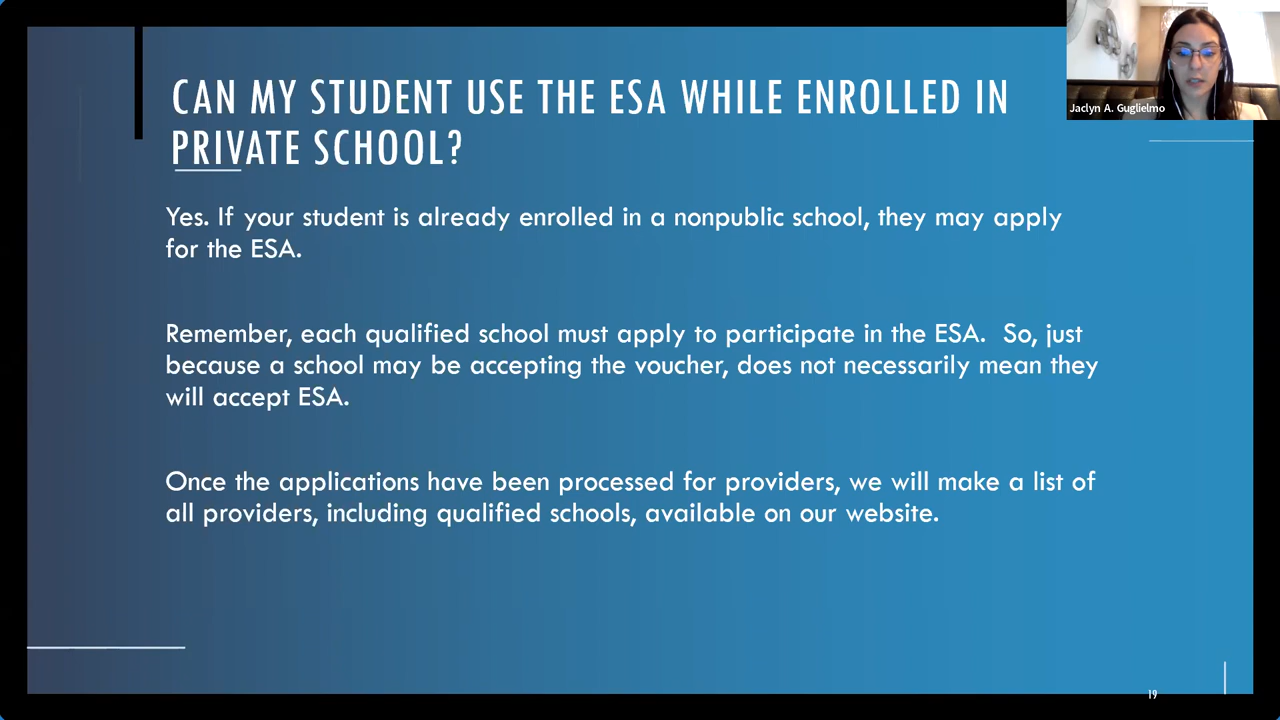 CAN MY STUDENT USE THE ESA WHILE ENROLLED IN
PRIVATE SCHOOL?
Jaclyn A. Guglielmo
Yes. If your student is already enrolled in a nonpublic school, they may apply
for the ESA.
Remember, each qualified school must apply to participate in the ESA.  So, just
because a school may be accepting the voucher, does not necessarily mean they
will accept ESA.
Once the applications have been processed for providers, we will make a list of
all providers, including qualified schools, available on our website.
19